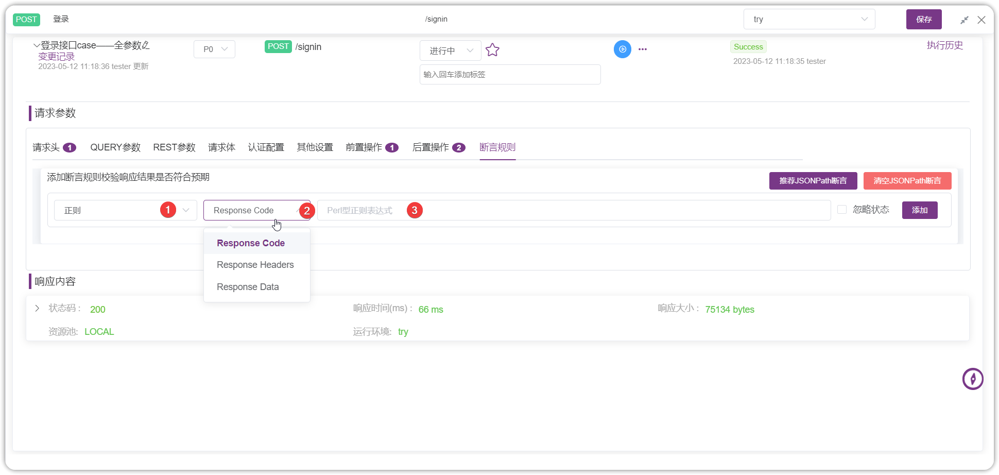 POST 登录 /signin try 保存
登录接口case——全参数 P0 POST /signin 进行中 Success 执行历史
变更记录
2023-05-12 11:18:36 tester 更新 2023-05-12 11:18:35 tester
输入回车添加标签
请求参数
请求头 1 QUERY参数 REST参数 请求体 认证配置 其他设置 前置操作 1 后置操作 2 断言规则
添加断言规则校验响应结果是否符合预期 推荐JSONPath断言 清空JSONPath断言
正则 1 Response Code 2 Perl型正则表达式 3 忽略状态 添加
Response Code
Response Headers
Response Data
响应内容
状态码： 200 响应时间(ms)： 66 ms 响应大小： 75134 bytes
资源池: LOCAL 运行环境: try